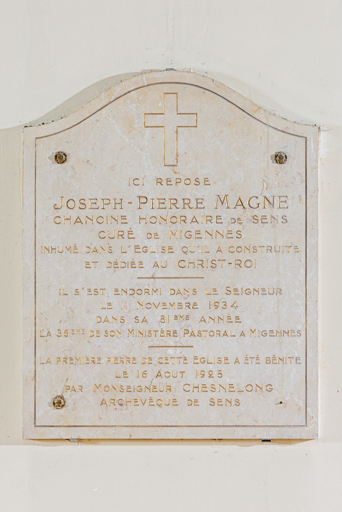 ICI REPOSE
JOSEPH-PIERRE MAGNE
CHANOINE HONORAIRE DE SENS
CURÉ DE MIGENNES
INHUMÉ DANS L'ÉGLISE QU'IL A CONSTRUITE
ET DÉDIÉE AU CHRIST-ROI
IL S'EST ENDORMI DANS LE SEIGNEUR
LE NOVEMBRE 1934
DANS SA 81ÈME ANNÉE
LA DE SON MINISTÈRE PASTORAL A MIGENNES
LA PREMIÈRE PIERRE DE CETTE ÉGLISE A ÉTÉ BÉNITE
LE 16 AOUT 1925
PAR MONSEIGNEUR CHESNELONG
ARCHEVÊQUE DE SENS